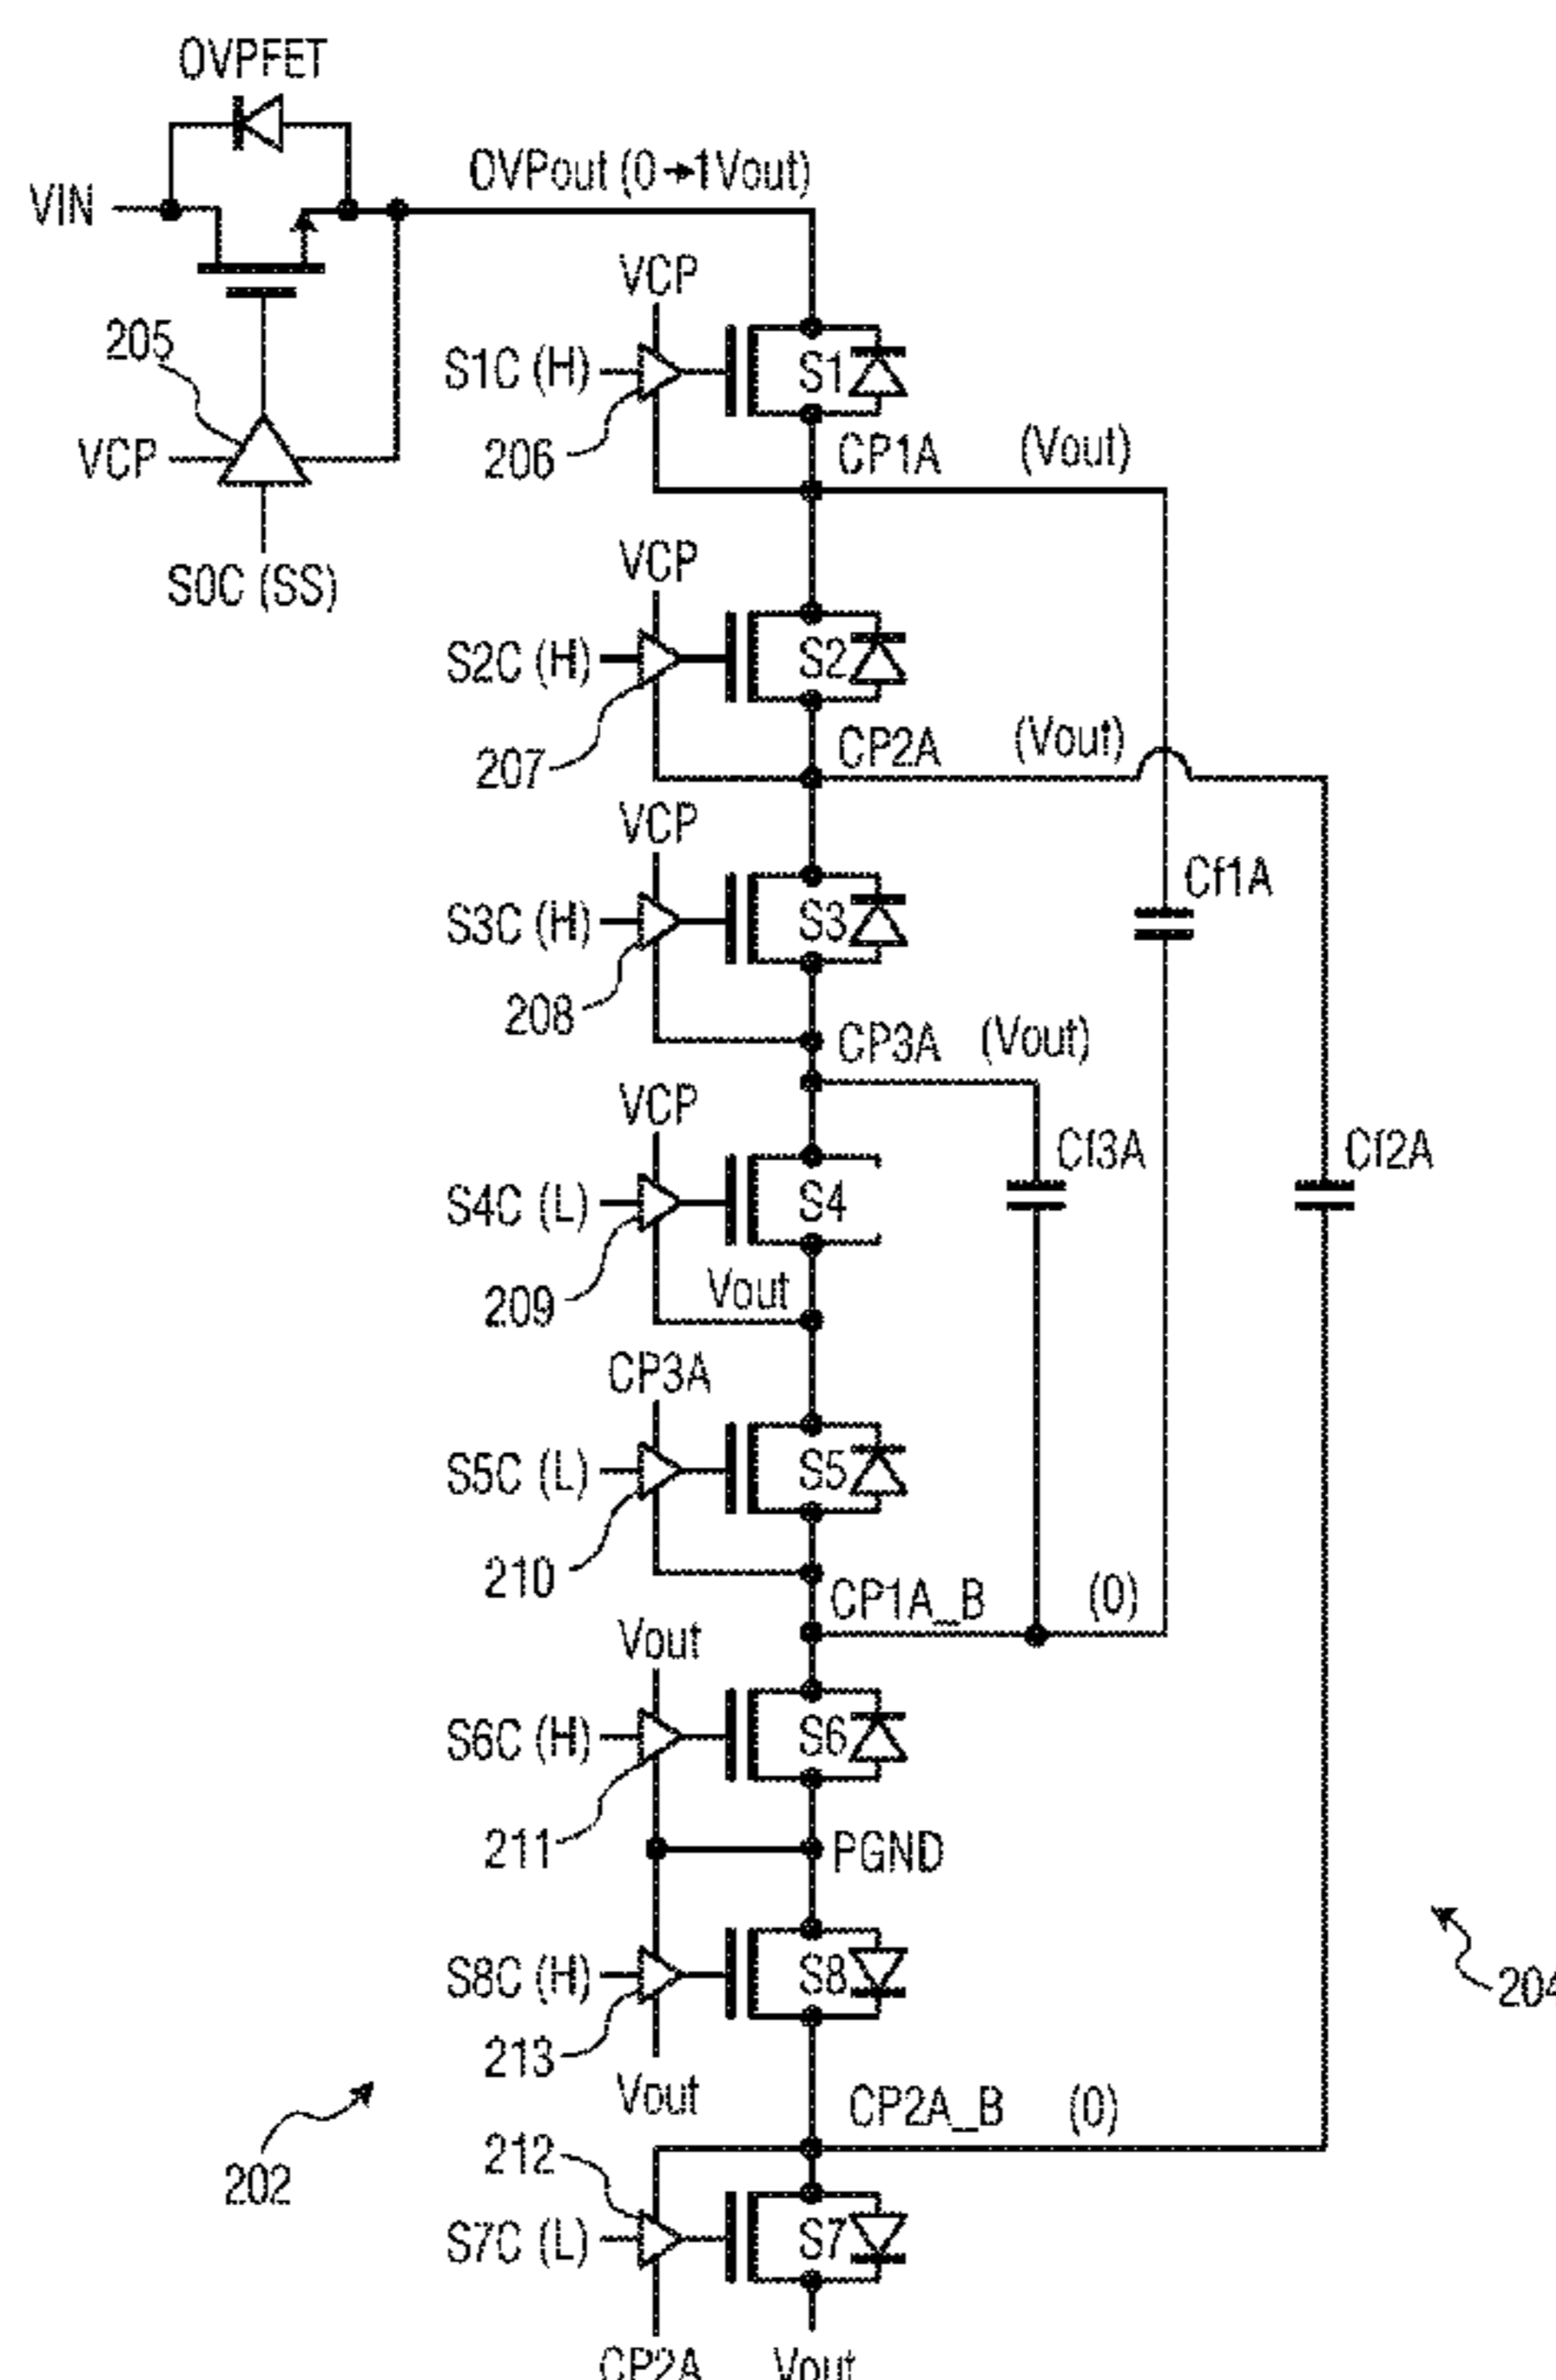 OVPFET
VIN
OVPout (0→1Vout)
VCP
205
S1C (H)
S1
VCP
206
CP1A (Vout)
S0C (SS)
VCP
S2C (H)
S2
207
CP2A (Vout)
VCP
S3C (H)
S3
Cf1A
208
CP3A (Vout)
VCP
Cf3A
Cf2A
S4C (L)
S4
209
Vout
CP3A
S5C (L)
S5
210
CP1A_B (0)
Vout
S6C (H)
S6
211
PGND
S8C (H)
S8
204
213
Vout
CP2A_B (0)
212
202
S7C (L)
S7
CP2A
Vout